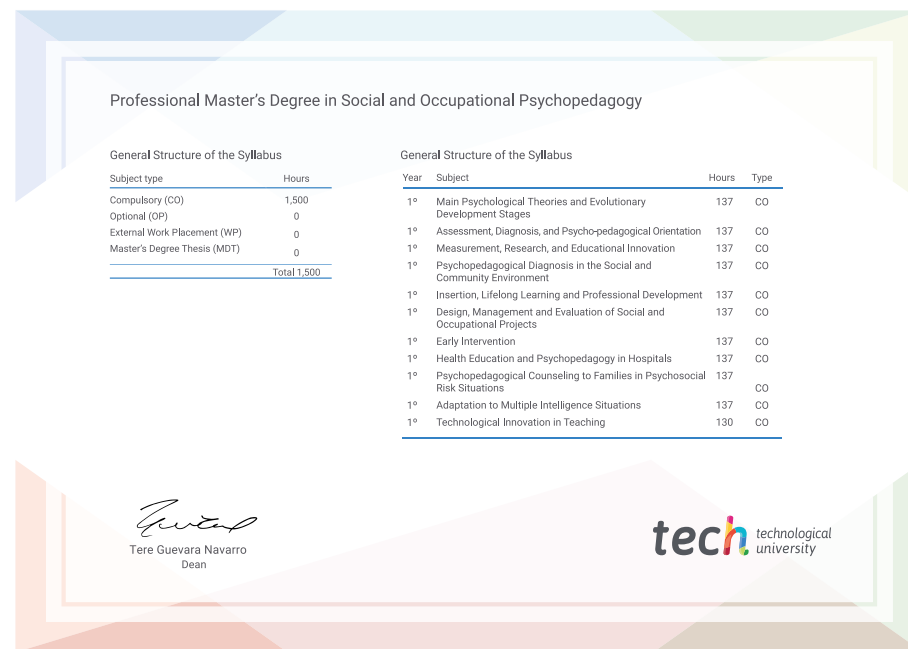 Professional Master's Degree in Social and Occupational Psychopedagogy
General Structure of the Syllabus
Subject type Hours
Compulsory (CO) 1,500
Optional (OP) 0
External Work Placement (WP) 0
Master's Degree Thesis (MDT) 0
Total 1,500
General Structure of the Syllabus
Year Subject Hours Type
1º Main Psychological Theories and Evolutionary 137 CO
Development Stages
1º Assessment, Diagnosis, and Psycho-pedagogical Orientation 137 CO
1º Measurement, Research, and Educational Innovation 137 CO
1º Psychopedagogical Diagnosis in the Social and 137 CO
Community Environment
1º Insertion, Lifelong Learning and Professional Development 137 CO
1º Design, Management and Evaluation of Social and 137 CO
Occupational Projects
1º Early Intervention 137 CO
1º Health Education and Psychopedagogy in Hospitals 137 CO
1º Psychopedagogical Counseling to Families in Psychosocial 137
Risk Situations CO
1º Adaptation to Multiple Intelligence Situations 137 CO
1º Technological Innovation in Teaching 130 CO
Tere Guevara Navarro
Dean
tech technological
university